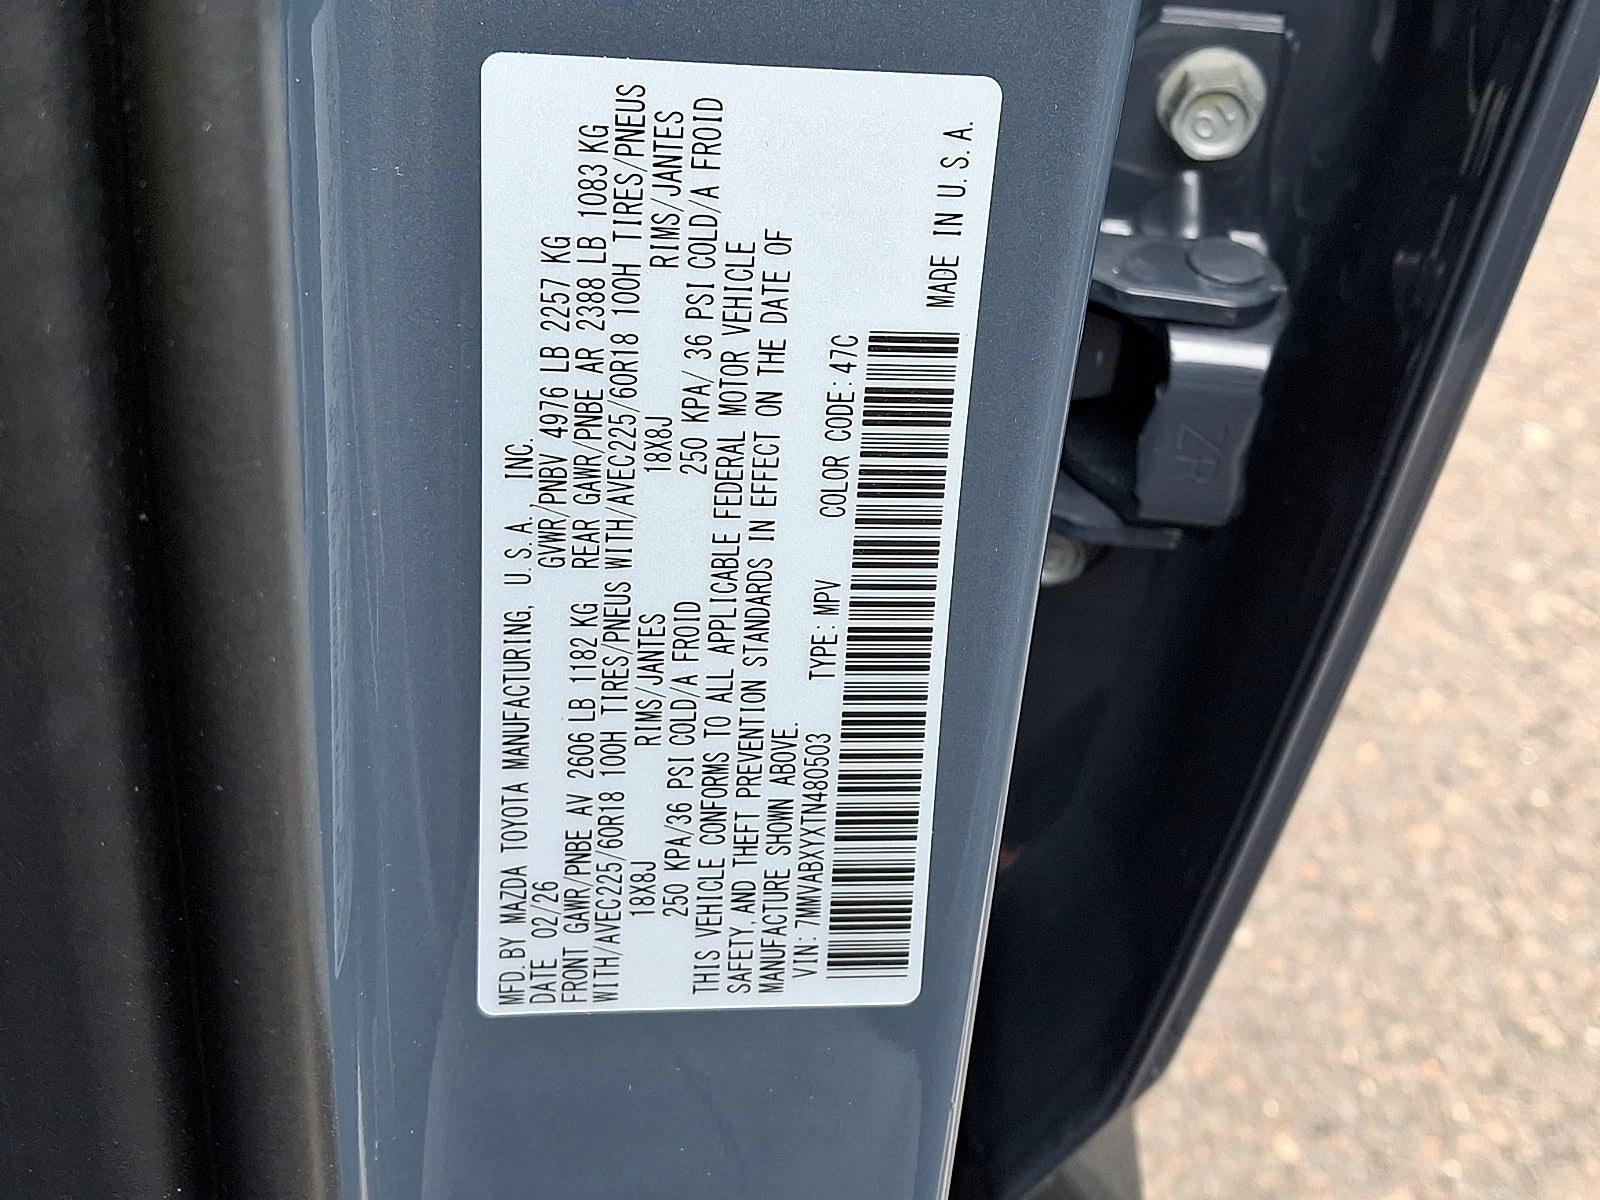 MFD. BY MAZDA TOYOTA MANUFACTURING, U.S.A., INC.
DATE 02/26 GVWR/PNBV 4976 LB 2257 KG
FRONT GAWR/PNBE AV 2606 LB 1182 KG REAR GAWR/PNBE AR 2388 LB 1083 KG
WITH/AVEC225/60R18 100H TIRES/PNEUS WITH/AVEC225/60R18 100H TIRES/PNEUS
18X8J RIMS/JANTES 18X8J RIMS/JANTES
250 KPA/36 PSI COLD/A FROID 250 KPA/ 36 PSI COLD/A FROID
THIS VEHICLE CONFORMS TO ALL APPLICABLE FEDERAL MOTOR VEHICLE
SAFETY, AND THEFT PREVENTION STANDARDS IN EFFECT ON THE DATE OF
MANUFACTURE SHOWN ABOVE.
VIN: 7MMVABXYXTN480503 TYPE: MPV COLOR CODE: 47C
MADE IN U.S.A.